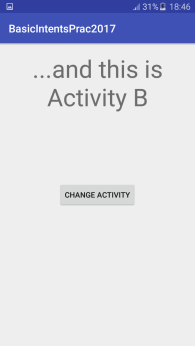 31% 18:46
BasicIntentsPrac2017
...and this is
Activity B
CHANGE ACTIVITY